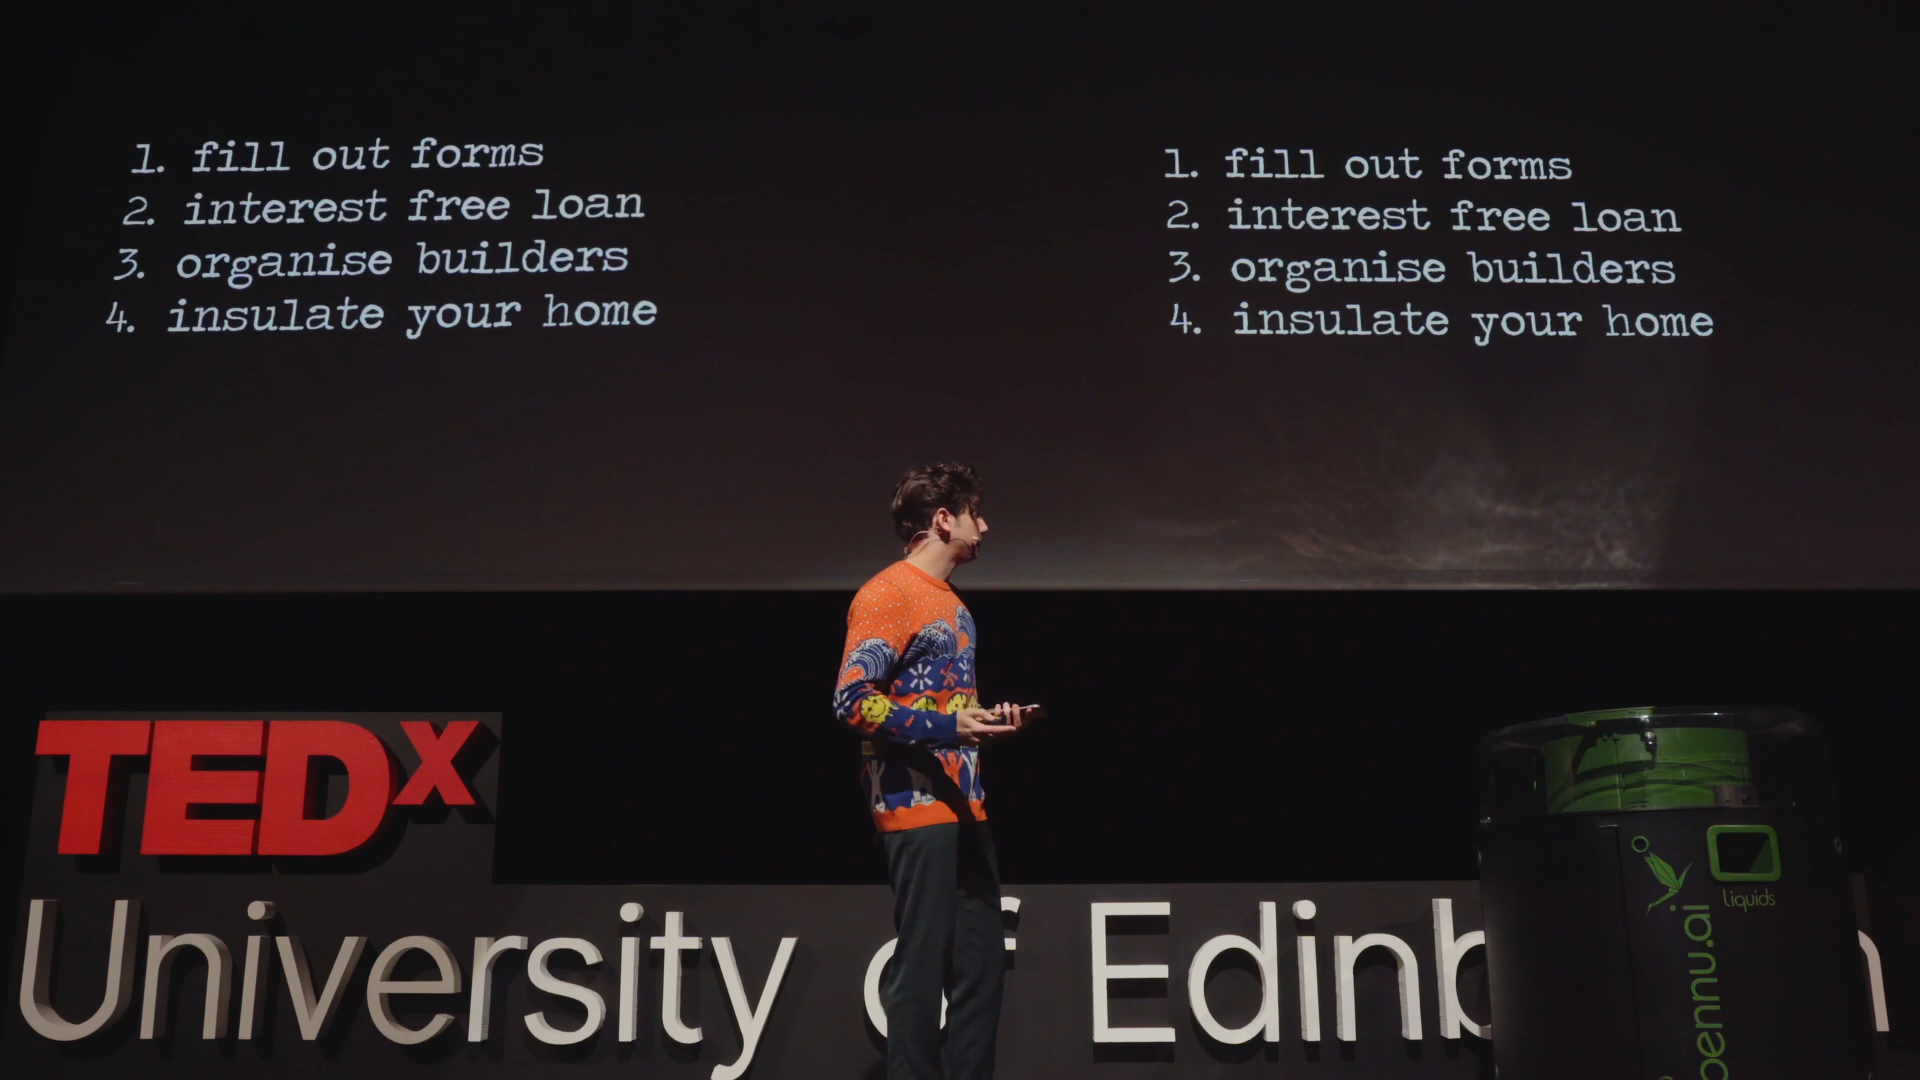 1. fill out forms
2. interest free loan
3. organise builders
4. insulate your home
1. fill out forms
2. interest free loan
3. organise builders
4. insulate your home
TEDx
University of Edinb
liquids
bennu.ai